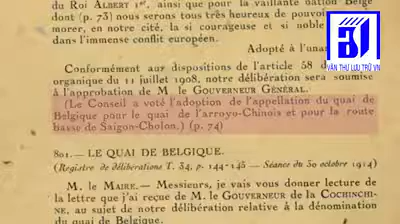 du Roi ALBERT Iᵉʳ, ainsi que pour la vaillante nation Belge
dont (p. 73) nous serons tous très heureux de pouvoir
morer, en notre cité, la si courageuse et si noble
dans l'immense conflit européen.
Adopté à l'una
Conformément aux dispositions de l'article 58 d
organique du 11 juillet 1908, notre délibération sera soumise
à l'approbation de M. le GOUVERNEUR GÉNÉRAL.
(Le Conseil a voté l'adoption de l'appellation du quai de
Belgique pour le quai de l'arroyo-Chinois et pour la route
basse de Saigon-Cholon.) (p. 74)
801. — LE QUAI DE BELGIQUE.
(Registre de délibérations T. 34, p. 144-145 — Séance du 30 octobre 1914)
M. le MAIRE. — Messieurs, je vais vous donner lecture de
la lettre que j'ai reçue de M. le GOUVERNEUR de la COCHINCHI-
NE, au sujet de notre délibération relative à la dénomination
du quai de Belgique.
VĂN THƯ LƯU TRỮ VN